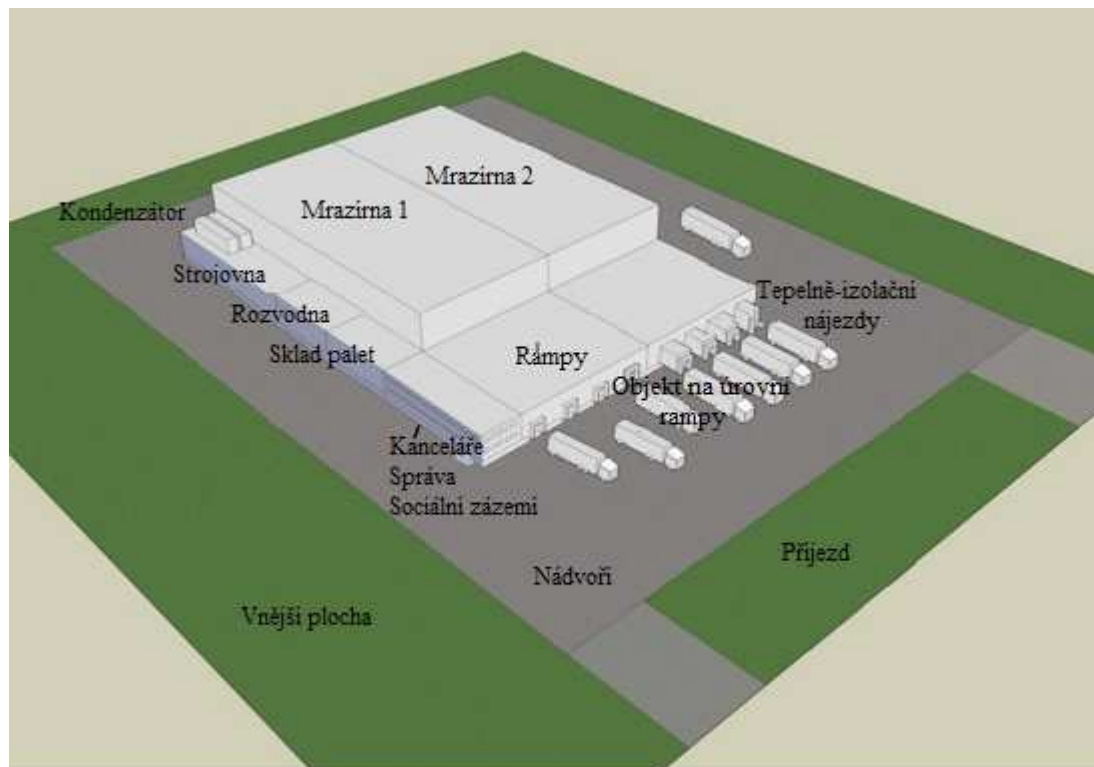 Mrazírna 2
Mrazírna 1
Kondenzátor
Strojovna
Rozvodna
Sklad palet
Rampy
Tepelně-izolační
nájezdy
Objekt na úrovni
rampy
Kanceláře
Správa
Sociální zázemí
Nádvoří
Příjezd
Vnější plocha